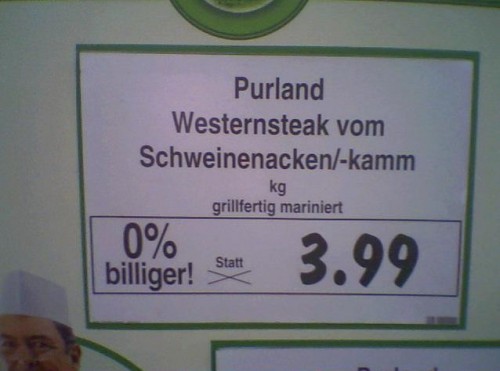 Purland
Westernsteak vom
Schweinenacken/-kamm
kg
grillfertig mariniert
0%
billiger!
Statt
3.99